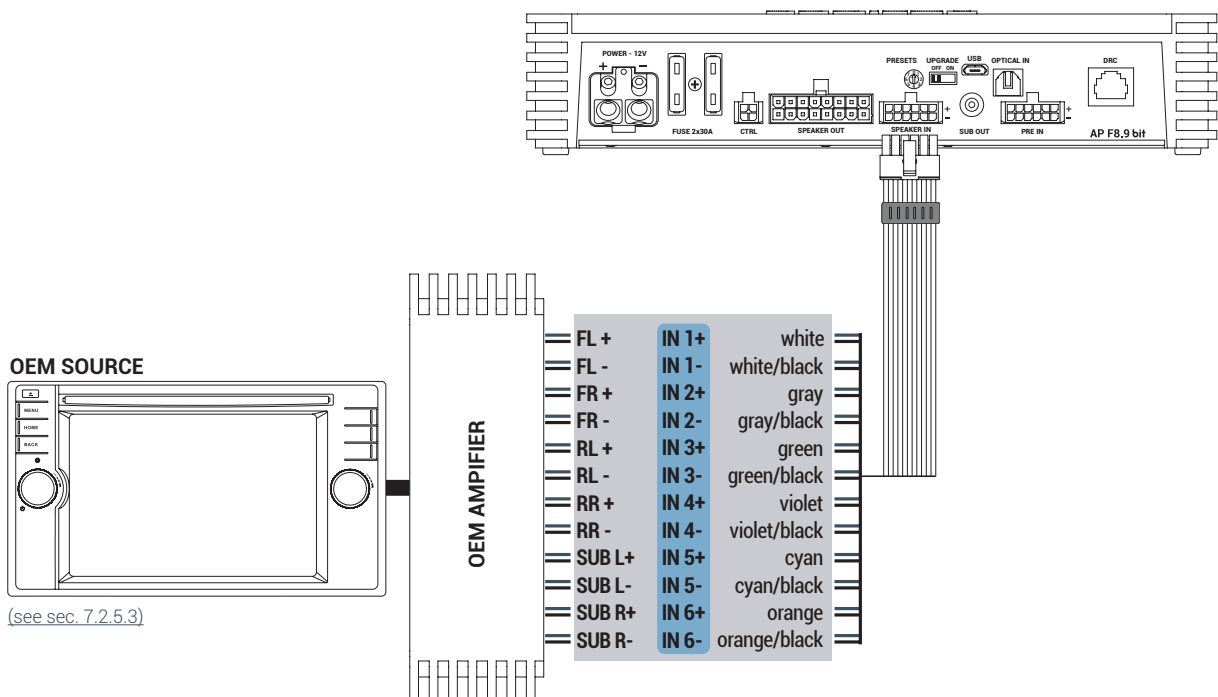 POWER - 12V
+ -
PRESETS UPGRADE USB OPTICAL IN DRC
OFF ON
+
-
+
-
FUSE 2x30A CTRL SPEAKER OUT SPEAKER IN SUB OUT PRE IN AP F8.9 bit
OEM SOURCE
MENU
HOME
BACK
(see sec. 7.2.5.3)
OEM AMPIFIER
FL + IN 1+ white
FL - IN 1- white/black
FR + IN 2+ gray
FR - IN 2- gray/black
RL + IN 3+ green
RL - IN 3- green/black
RR + IN 4+ violet
RR - IN 4- violet/black
SUB L+ IN 5+ cyan
SUB L- IN 5- cyan/black
SUB R+ IN 6+ orange
SUB R- IN 6- orange/black